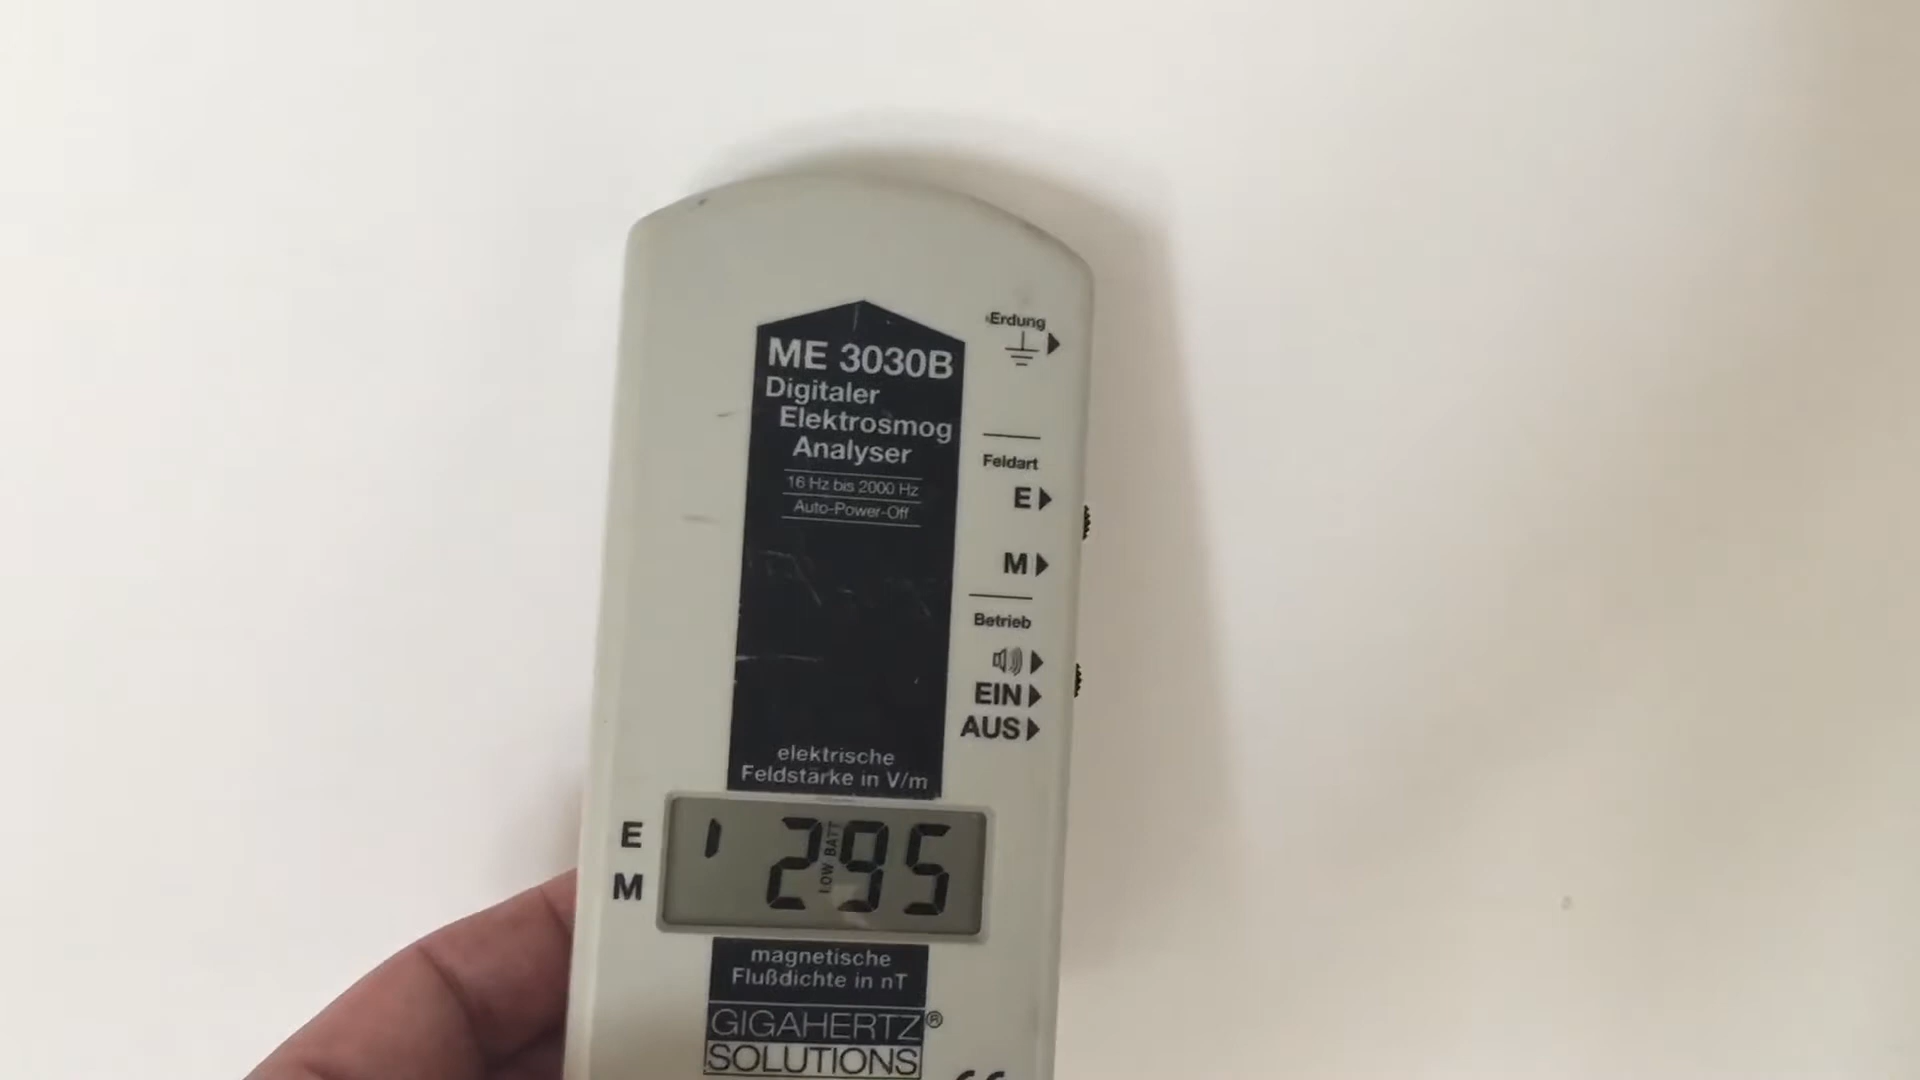 Erdung
ME 3030B
Digitaler
Elektrosmog
Analyser
16 Hz bis 2000 Hz
Auto-Power-Off
Feldart
E
M
Betrieb
EIN
AUS
elektrische
Feldstärke in V/m
E
M
295
LOW BATT
magnetische
Flußdichte in nT
GIGAHERTZ®
SOLUTIONS